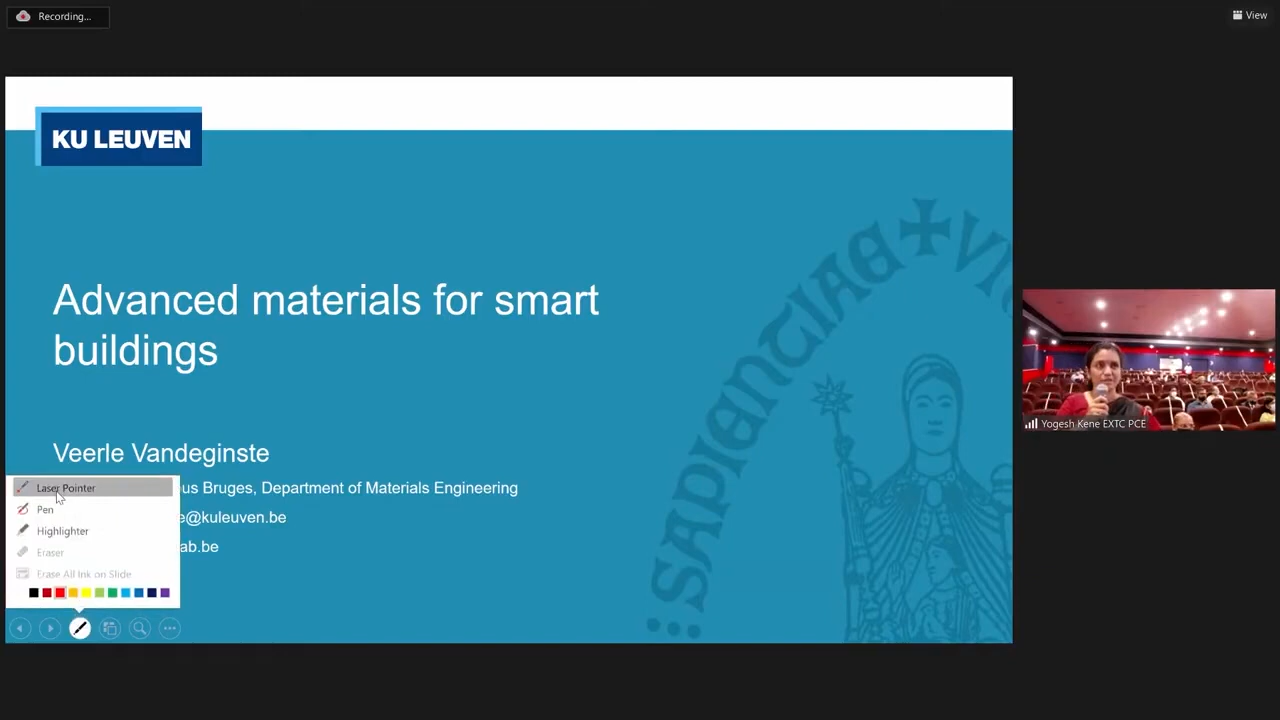 Recording...
View
KU LEUVEN
Advanced materials for smart
buildings
Veerle Vandeginste
us Bruges, Department of Materials Engineering
e@kuleuven.be
ab.be
Laser Pointer
Pen
Highlighter
Eraser
Erase All Ink on Slide
SAPIENTIAE
Yogesh Kene EXTC PCE